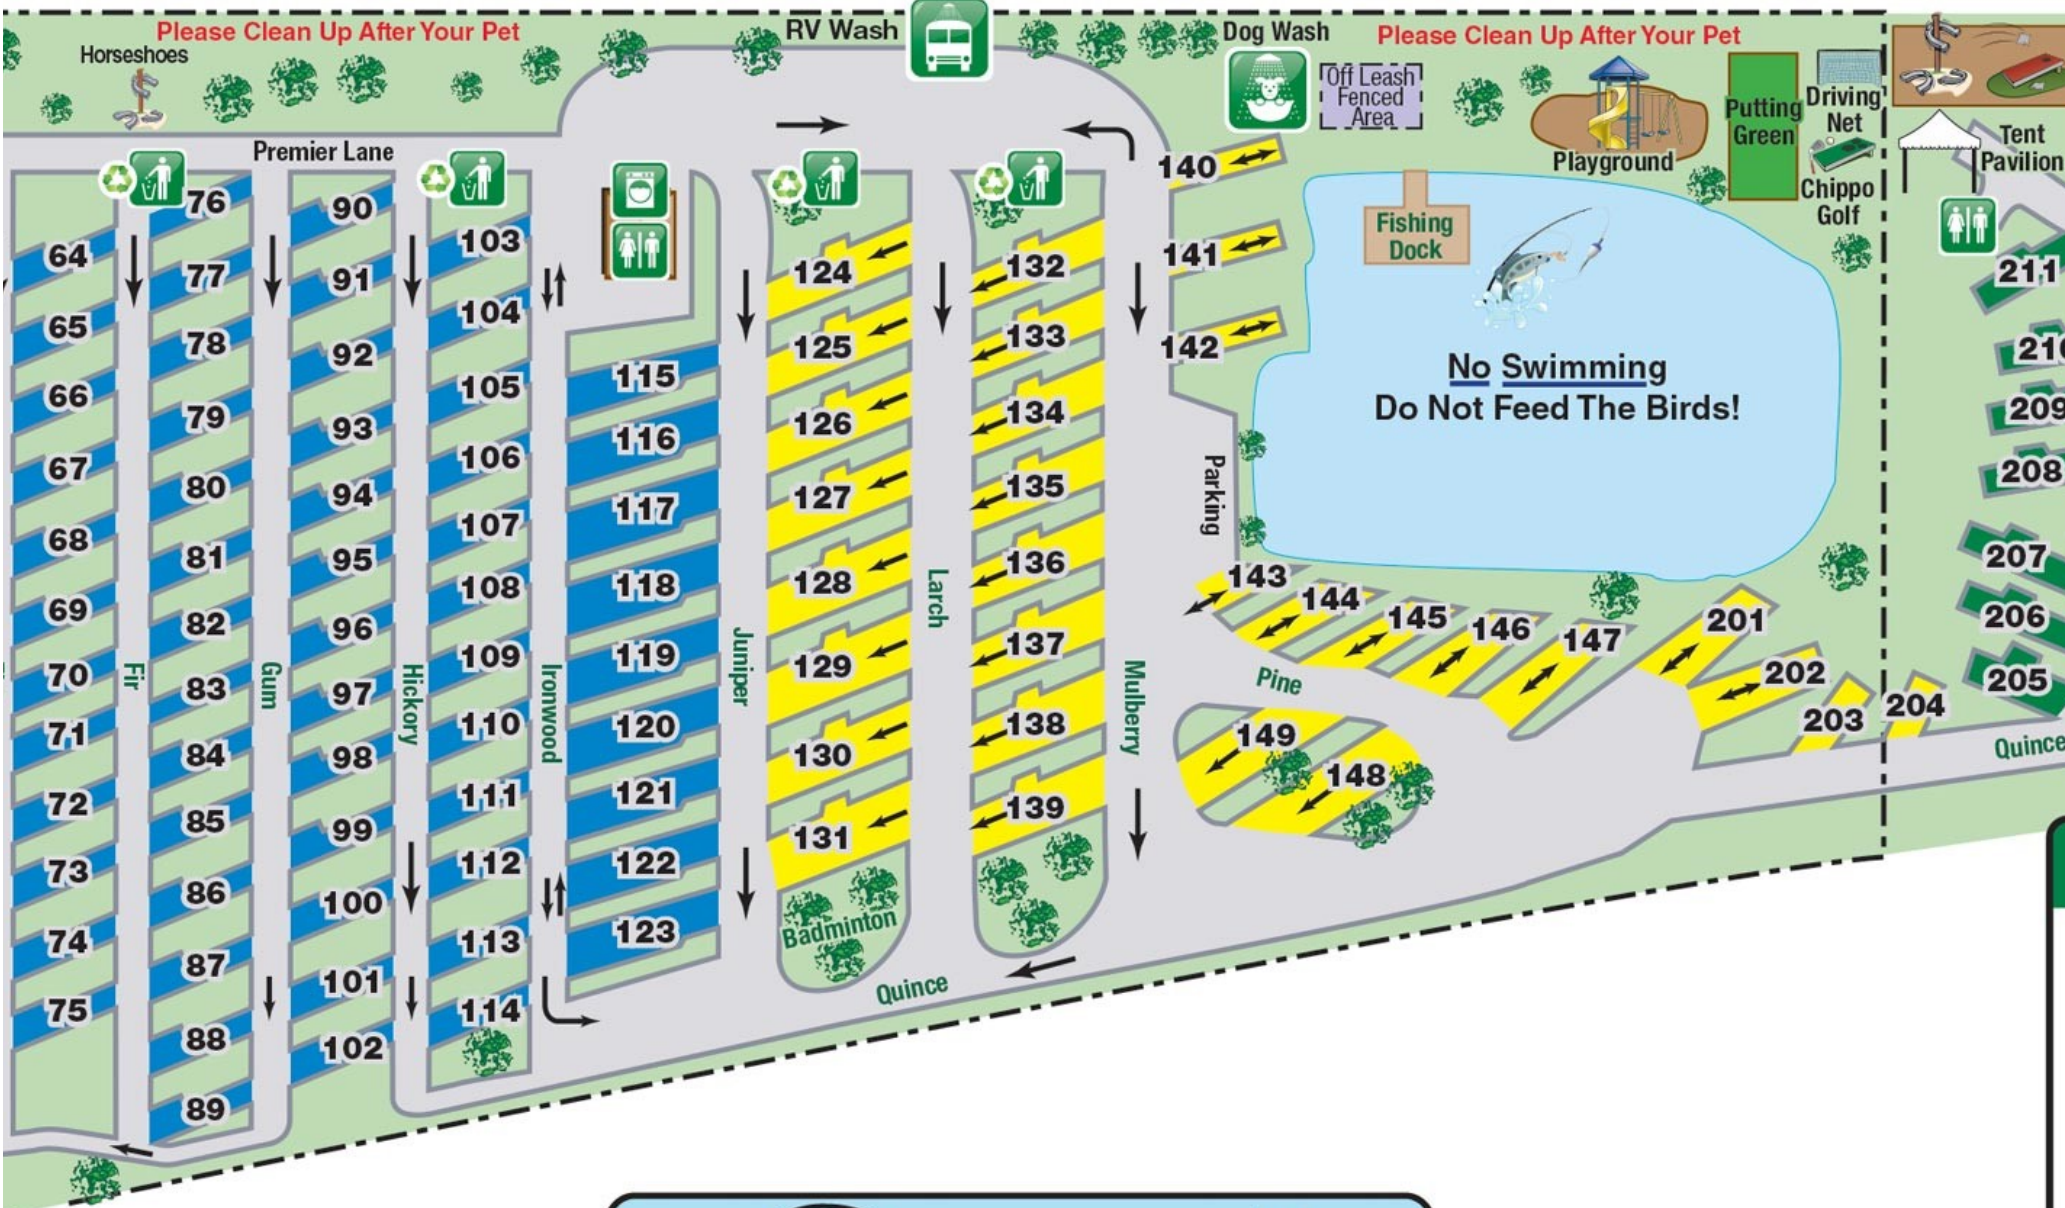 Please Clean Up After Your Pet
RV Wash
Dog Wash
Please Clean Up After Your Pet
Horseshoes
Off Leash
Fenced
Area
Playground
Putting
Green
Driving
Net
Chippo
Golf
Tent
Pavilion
Premier Lane
Fishing
Dock
No Swimming
Do Not Feed The Birds!
Parking
64
65
66
67
68
69
70
71
72
73
74
75
Fir
76
77
78
79
80
81
82
83
84
85
86
87
88
89
Gum
90
91
92
93
94
95
96
97
98
99
100
101
102
Hickory
103
104
105
106
107
108
109
110
111
112
113
114
Ironwood
115
116
117
118
119
120
121
122
123
Juniper
124
125
126
127
128
129
130
131
Badminton
Larch
132
133
134
135
136
137
138
139
Mulberry
140
141
142
143
144
145
146
147
Pine
149
148
201
202
203
204
205
206
207
208
209
210
211
Quince
Quince